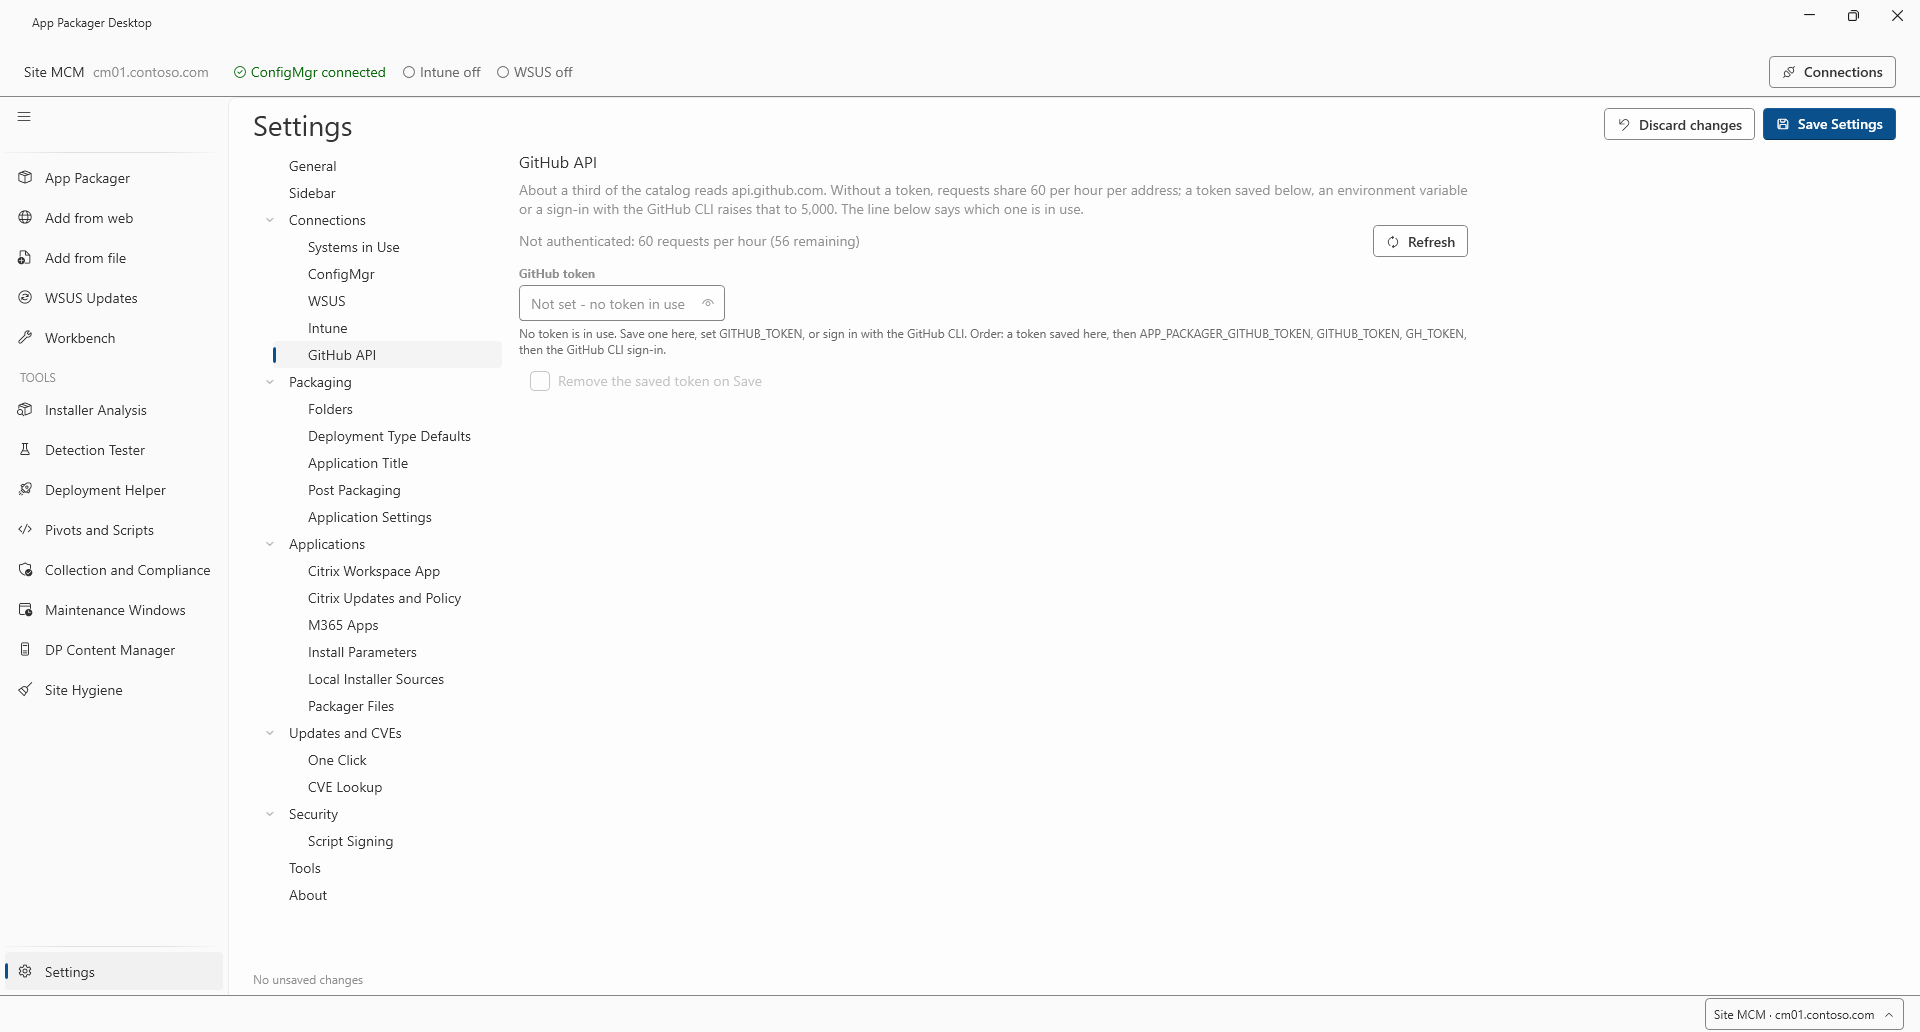 App Packager Desktop
Site MCM cm01.contoso.com ConfigMgr connected Intune off WSUS off Connections
Settings
Discard changes Save Settings
App Packager
Add from web
Add from file
WSUS Updates
Workbench
TOOLS
Installer Analysis
Detection Tester
Deployment Helper
Pivots and Scripts
Collection and Compliance
Maintenance Windows
DP Content Manager
Site Hygiene
Settings
General
Sidebar
Connections
Systems in Use
ConfigMgr
WSUS
Intune
GitHub API
Packaging
Folders
Deployment Type Defaults
Application Title
Post Packaging
Application Settings
Applications
Citrix Workspace App
Citrix Updates and Policy
M365 Apps
Install Parameters
Local Installer Sources
Packager Files
Updates and CVEs
One Click
CVE Lookup
Security
Script Signing
Tools
About
GitHub API
About a third of the catalog reads api.github.com. Without a token, requests share 60 per hour per address; a token saved below, an environment variable
or a sign-in with the GitHub CLI raises that to 5,000. The line below says which one is in use.
Not authenticated: 60 requests per hour (56 remaining)
Refresh
GitHub token
Not set - no token in use
No token is in use. Save one here, set GITHUB_TOKEN, or sign in with the GitHub CLI. Order: a token saved here, then APP_PACKAGER_GITHUB_TOKEN, GITHUB_TOKEN, GH_TOKEN,
then the GitHub CLI sign-in.
Remove the saved token on Save
No unsaved changes
Site MCM · cm01.contoso.com